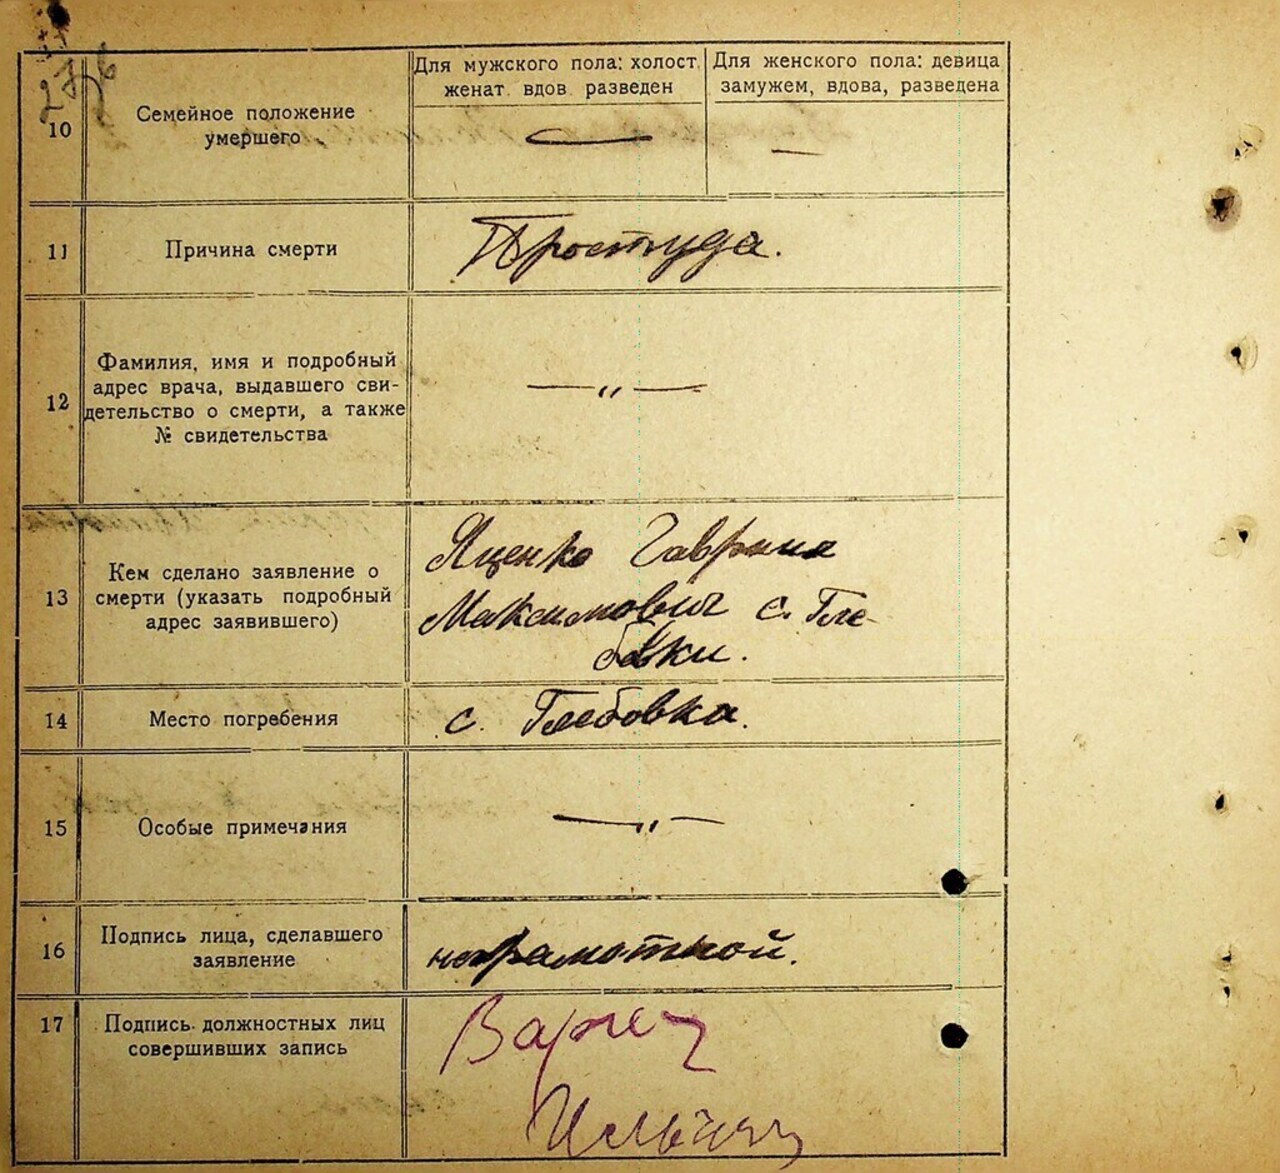 Для мужского пола: холост
женат вдов разведен
Для женского пола: девица
замужем, вдова, разведена
10
Семейное положение
умершего
—
—
11
Причина смерти
Простуда.
12
Фамилия, имя и подробный
адрес врача, выдавшего сви-
детельство о смерти, а также
№ свидетельства
— „ —
13
Кем сделано заявление о
смерти (указать подробный
адрес заявившего)
Яценко Гаврила
Максимович с. Гле-
бовки.
14
Место погребения
с. Глебовка.
15
Особые примечания
— „ —
16
Подпись лица, сделавшего
заявление
17
Подпись должностных лиц
совершивших запись